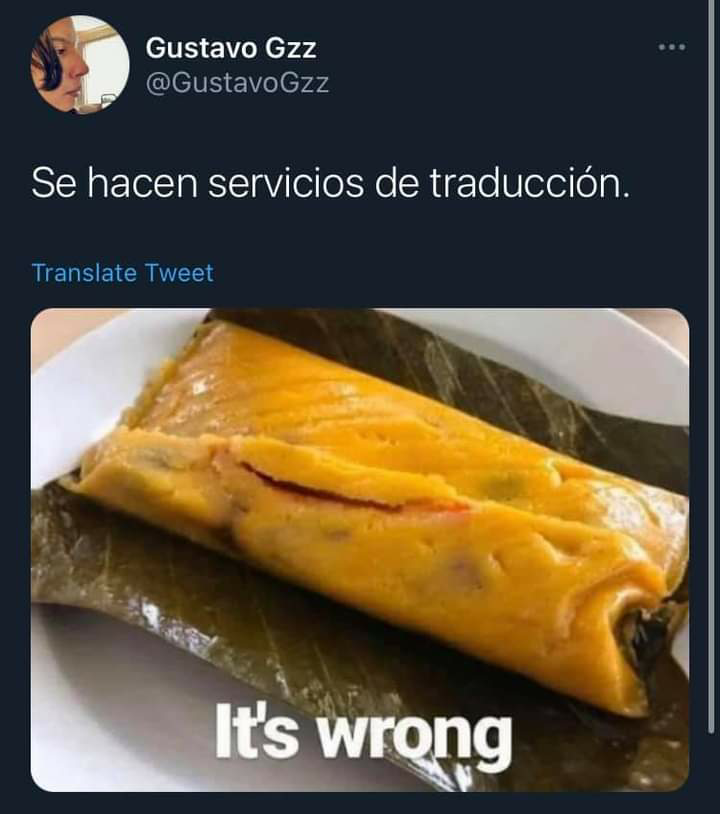 Gustavo Gzz
@GustavoGzz
Se hacen servicios de traducción.
Translate Tweet
It's wrong